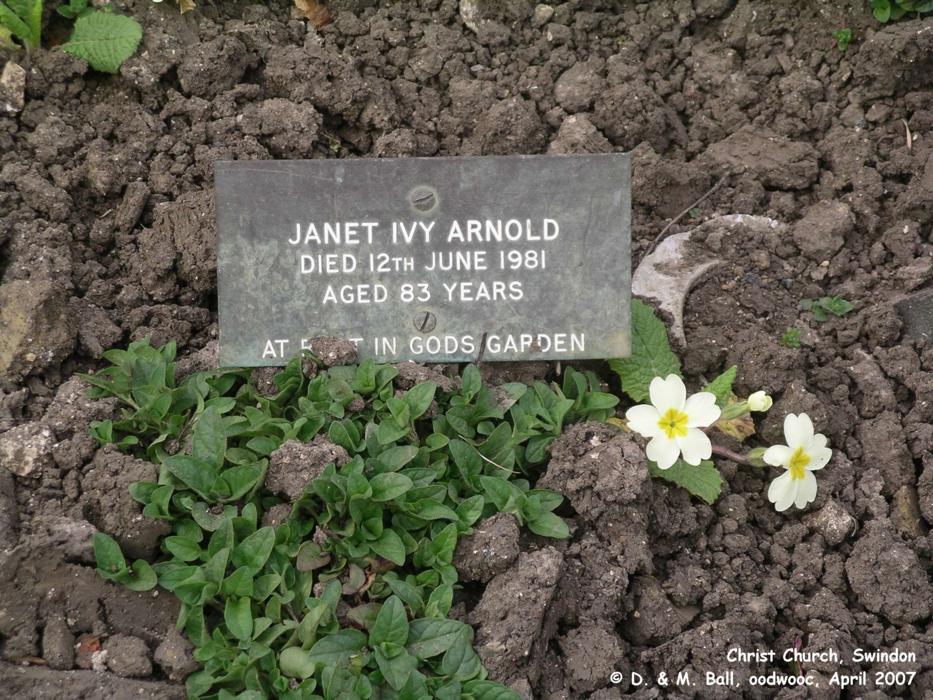 JANET IVY ARNOLD
DIED 12TH JUNE 1981
AGED 83 YEARS
AT REST IN GODS GARDEN
Christ Church, Swindon
© D. & M. Ball, oodwooc, April 2007